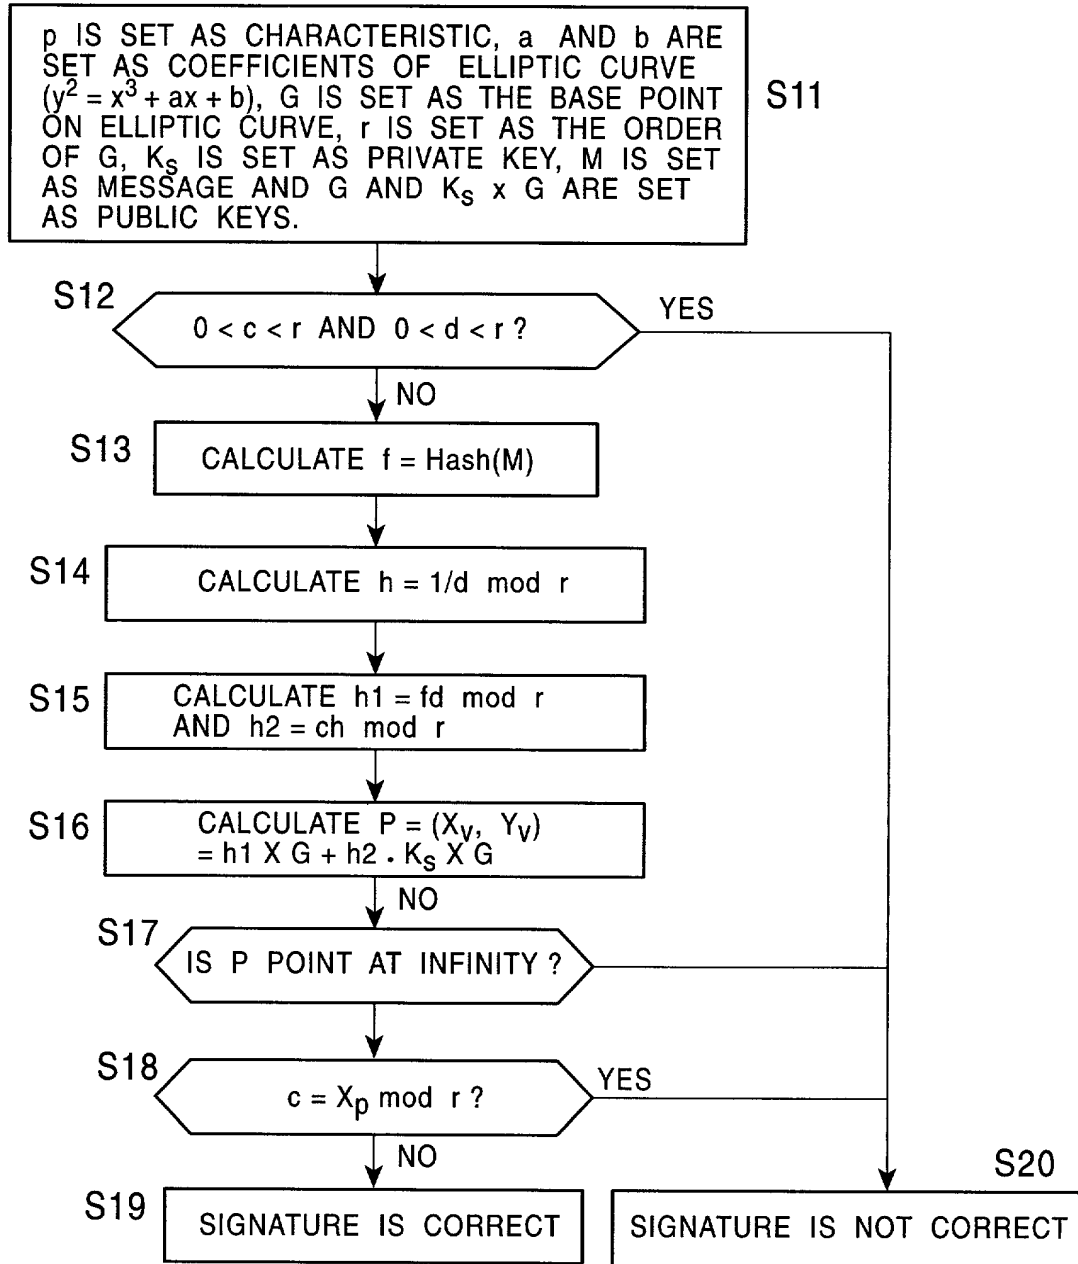 p IS SET AS CHARACTERISTIC, a AND b ARE
SET AS COEFFICIENTS OF ELLIPTIC CURVE
(y² = x³ + ax + b), G IS SET AS THE BASE POINT
ON ELLIPTIC CURVE, r IS SET AS THE ORDER
OF G, Kₛ IS SET AS PRIVATE KEY, M IS SET
AS MESSAGE AND G AND Kₛ x G ARE SET
AS PUBLIC KEYS.
S11
S12
0 < c < r AND 0 < d < r ?
YES
NO
S13
CALCULATE f = Hash(M)
S14
CALCULATE h = 1/d mod r
S15
CALCULATE h1 = fd mod r
AND h2 = ch mod r
S16
CALCULATE P = (Xᵥ, Yᵥ)
= h1 X G + h2 . Kₛ X G
NO
S17
IS P POINT AT INFINITY ?
S18
c = Xₚ mod r ?
YES
NO
S19
SIGNATURE IS CORRECT
S20
SIGNATURE IS NOT CORRECT